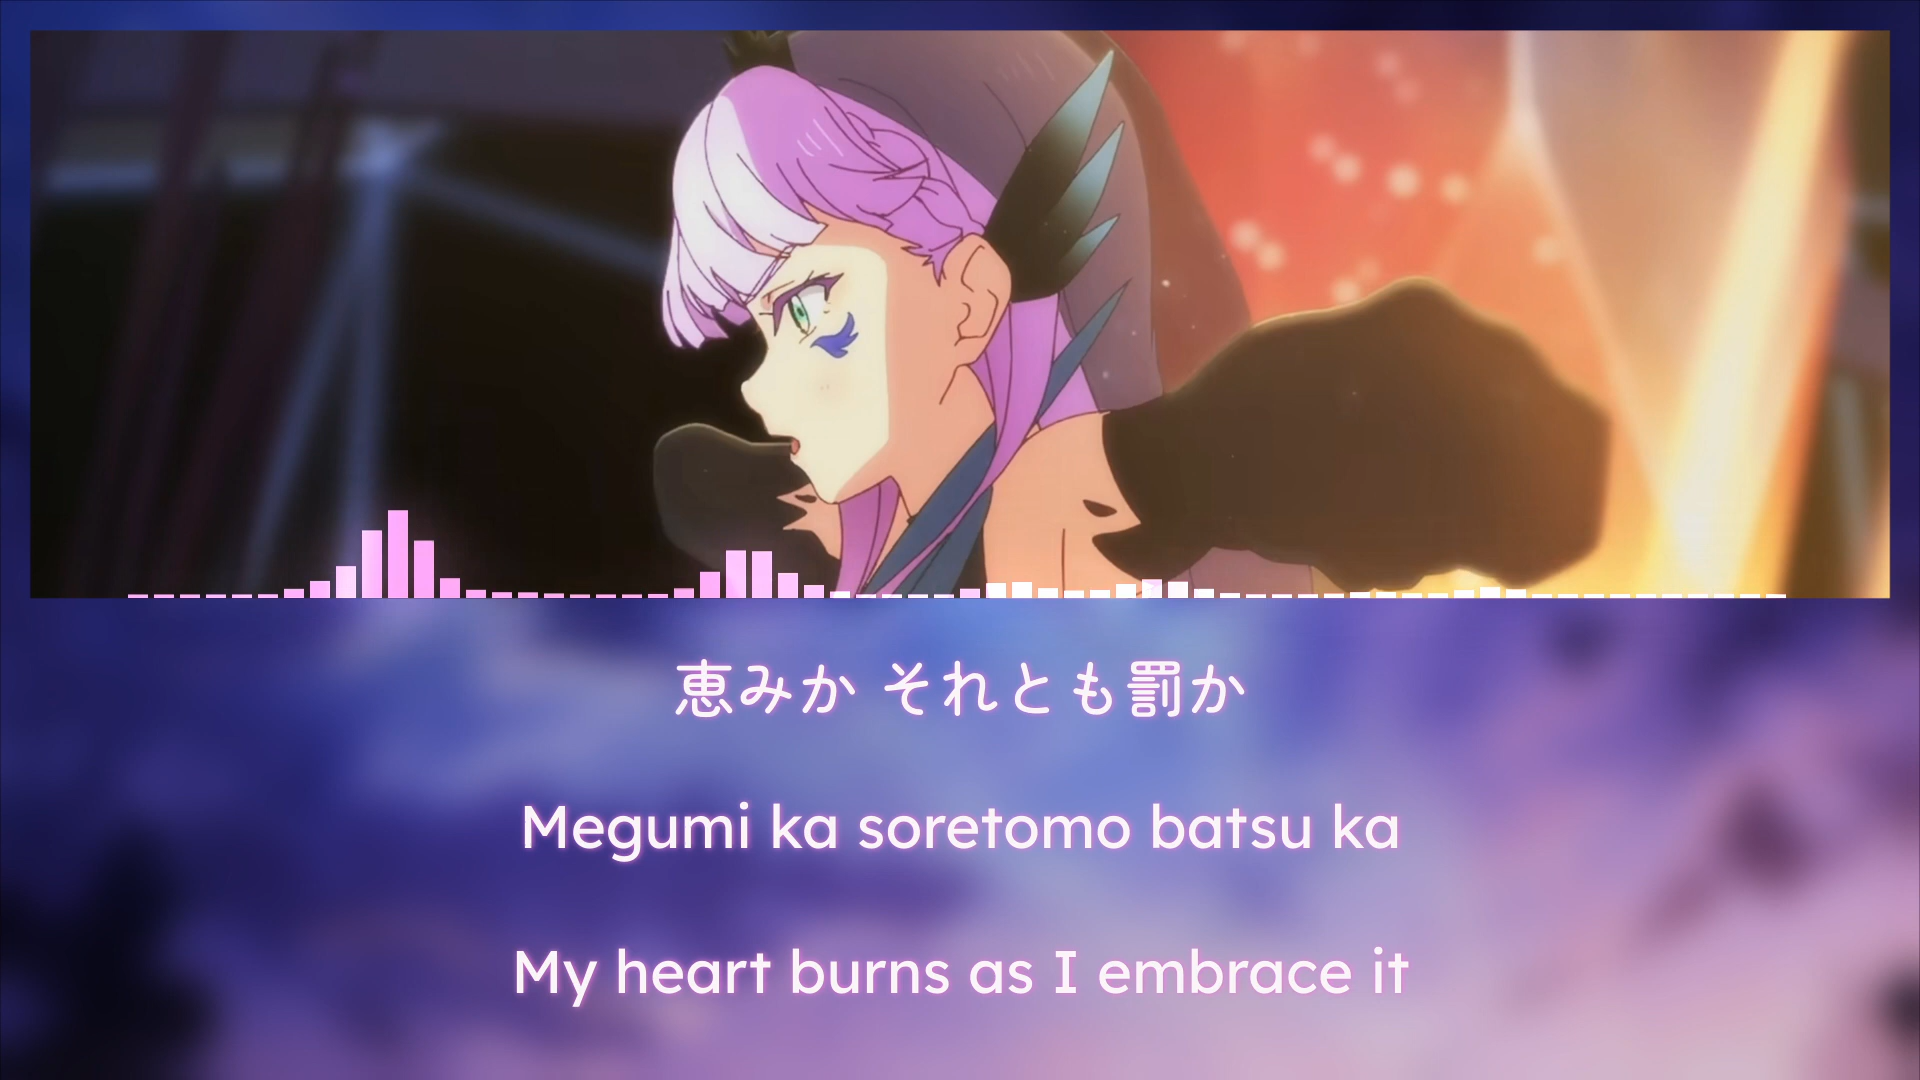 恵みか それとも罰か
Megumi ka soretomo batsu ka
My heart burns as I embrace it